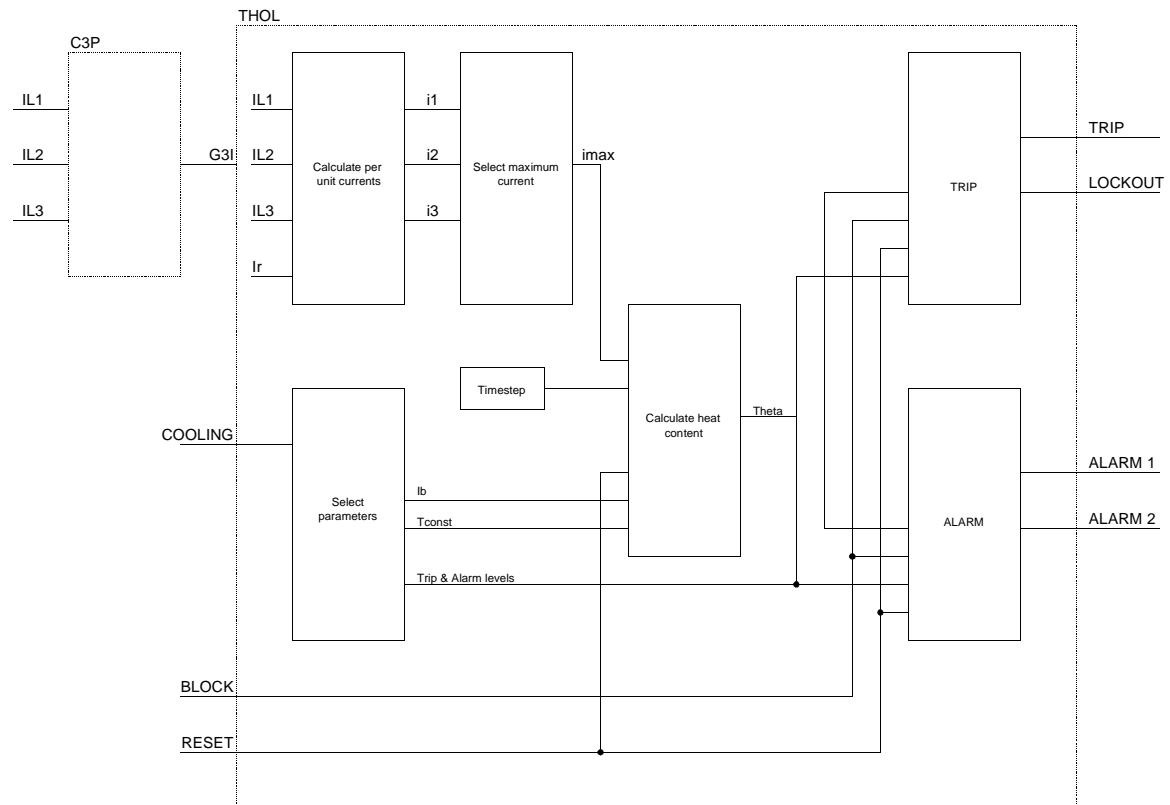 THOL
C3P
IL1
IL2
IL3
G3I
IL1
IL2
IL3
Ir
Calculate per
unit currents
i1
i2
i3
Select maximum
current
imax
TRIP
TRIP
LOCKOUT
Timestep
Calculate heat
content
Theta
COOLING
Select
parameters
Ib
Tconst
Trip & Alarm levels
ALARM
ALARM 1
ALARM 2
BLOCK
RESET